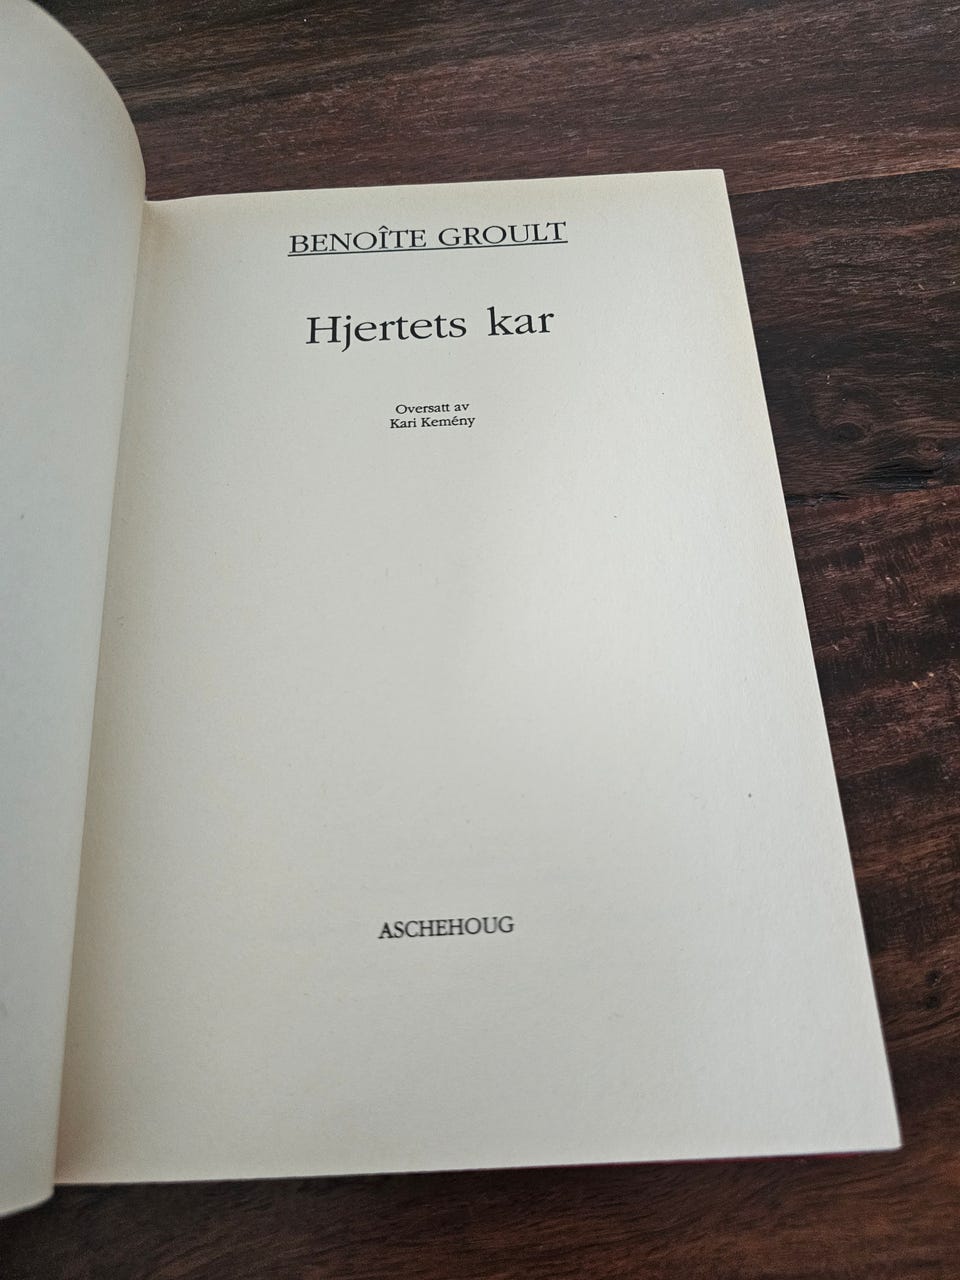 BENOÎTE GROULT
Hjertets kar
Oversatt av
Kari Kemény
ASCHEHOUG